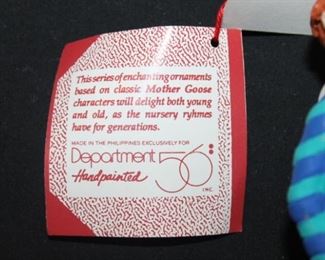 This series of enchanting ornaments
based on classic Mother Goose
characters will delight both young
and old, as the nursery ryhmes
have for generations.
MADE IN THE PHILIPPINES EXCLUSIVELY FOR
Department 56
Handpainted
INC.